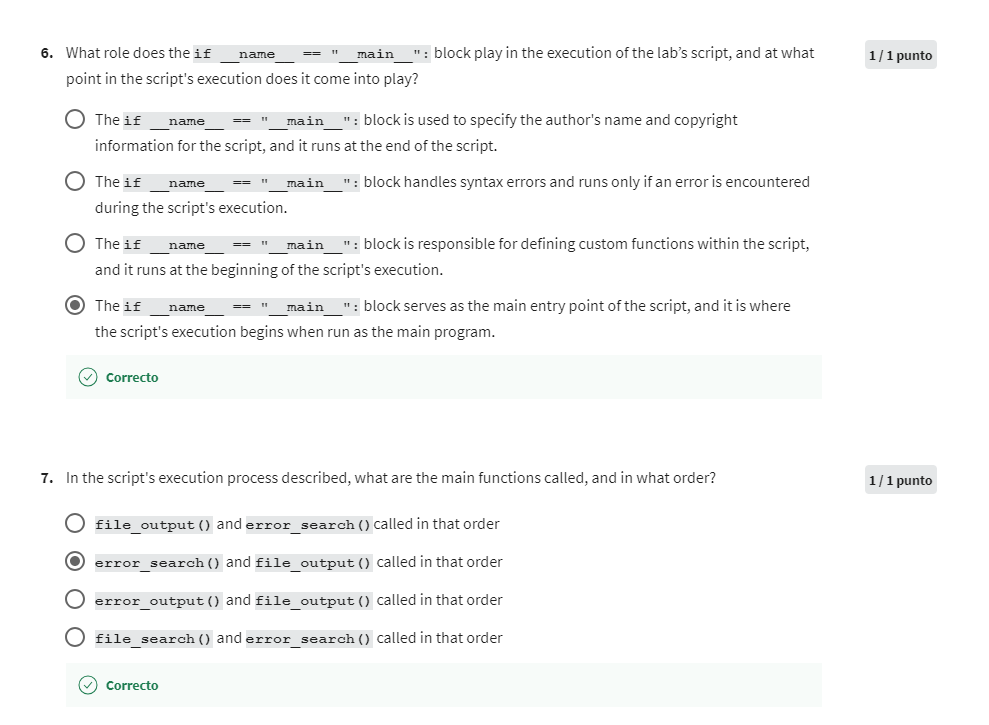 6. What role does the if __name__ == "__main__": block play in the execution of the lab's script, and at what
1 / 1 punto
point in the script's execution does it come into play?
The if __name__ == "__main__": block is used to specify the author's name and copyright
information for the script, and it runs at the end of the script.
The if __name__ == "__main__": block handles syntax errors and runs only if an error is encountered
during the script's execution.
The if __name__ == "__main__": block is responsible for defining custom functions within the script,
and it runs at the beginning of the script's execution.
The if __name__ == "__main__": block serves as the main entry point of the script, and it is where
the script's execution begins when run as the main program.
Correcto
7. In the script's execution process described, what are the main functions called, and in what order?
1 / 1 punto
file_output() and error_search()called in that order
error_search() and file_output() called in that order
error_output() and file_output() called in that order
file_search() and error_search() called in that order
Correcto